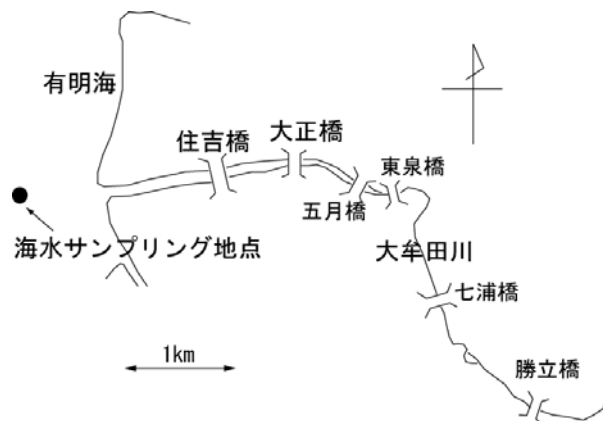 有明海
住吉橋
大正橋
東泉橋
五月橋
海水サンプリング地点
大牟田川
七浦橋
1km
勝立橋